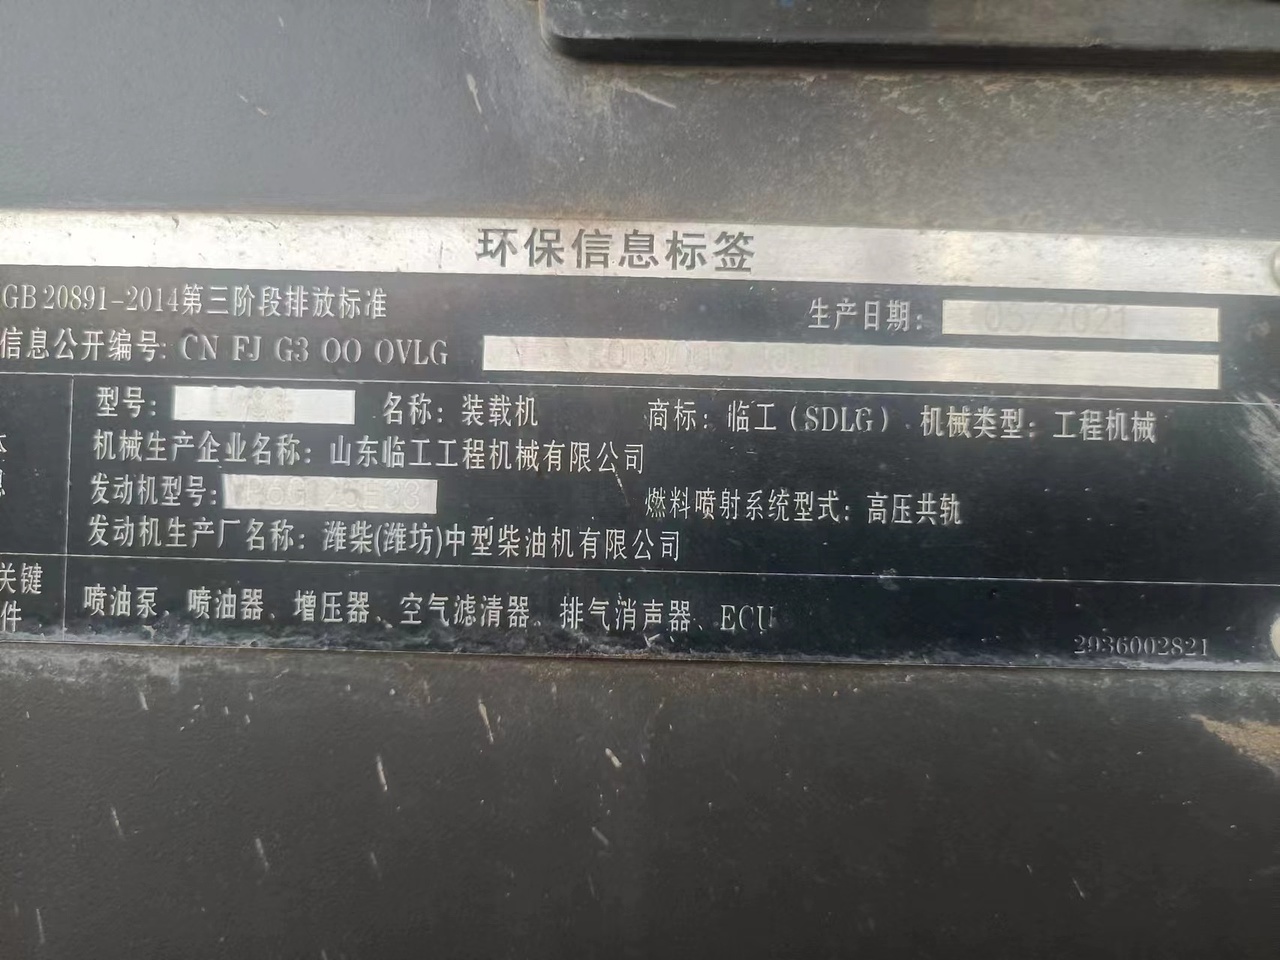 环保信息标签
GB 20891-2014第三阶段排放标准 生产日期: 05/2021
信息公开编号: CN FJ G3 OO OVLG
型号: 名称: 装载机 商标: 临工(SDLG) 机械类型: 工程机械
机械生产企业名称: 山东临工工程机械有限公司
发动机型号: 燃料喷射系统型式: 高压共轨
发动机生产厂名称: 潍柴(潍坊)中型柴油机有限公司
关键
件
喷油泵、喷油器、增压器、空气滤清器、排气消声器、ECU
2936002821